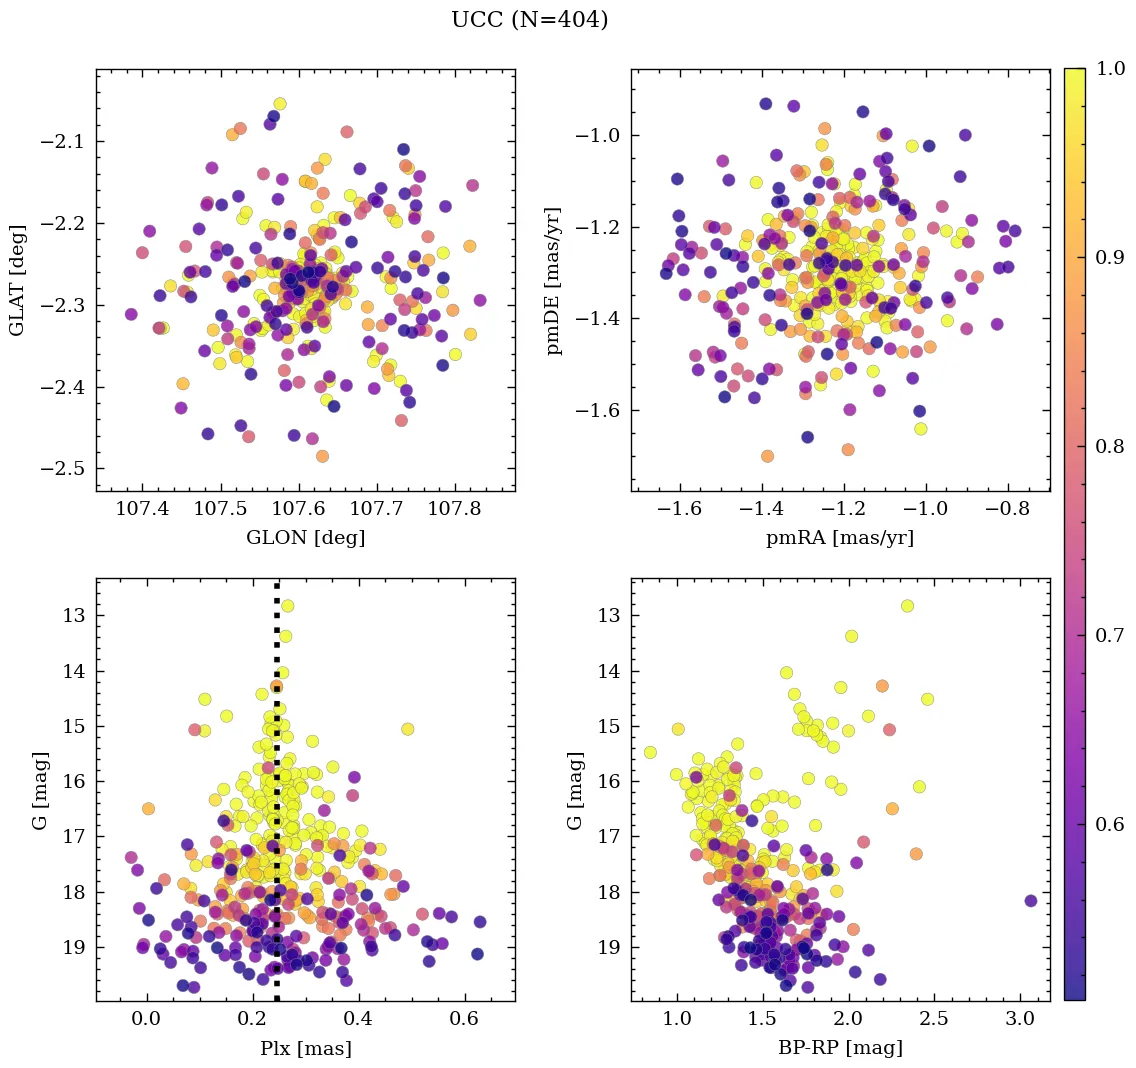 UCC (N=404)
−2.1
−2.2
−2.3
−2.4
−2.5
GLAT [deg]
107.4 107.5 107.6 107.7 107.8
GLON [deg]
−1.0
−1.2
−1.4
−1.6
pmDE [mas/yr]
−1.6 −1.4 −1.2 −1.0 −0.8
pmRA [mas/yr]
1.0
0.9
0.8
0.7
0.6
13
14
15
16
17
18
19
G [mag]
0.0 0.2 0.4 0.6
Plx [mas]
13
14
15
16
17
18
19
G [mag]
1.0 1.5 2.0 2.5 3.0
BP-RP [mag]